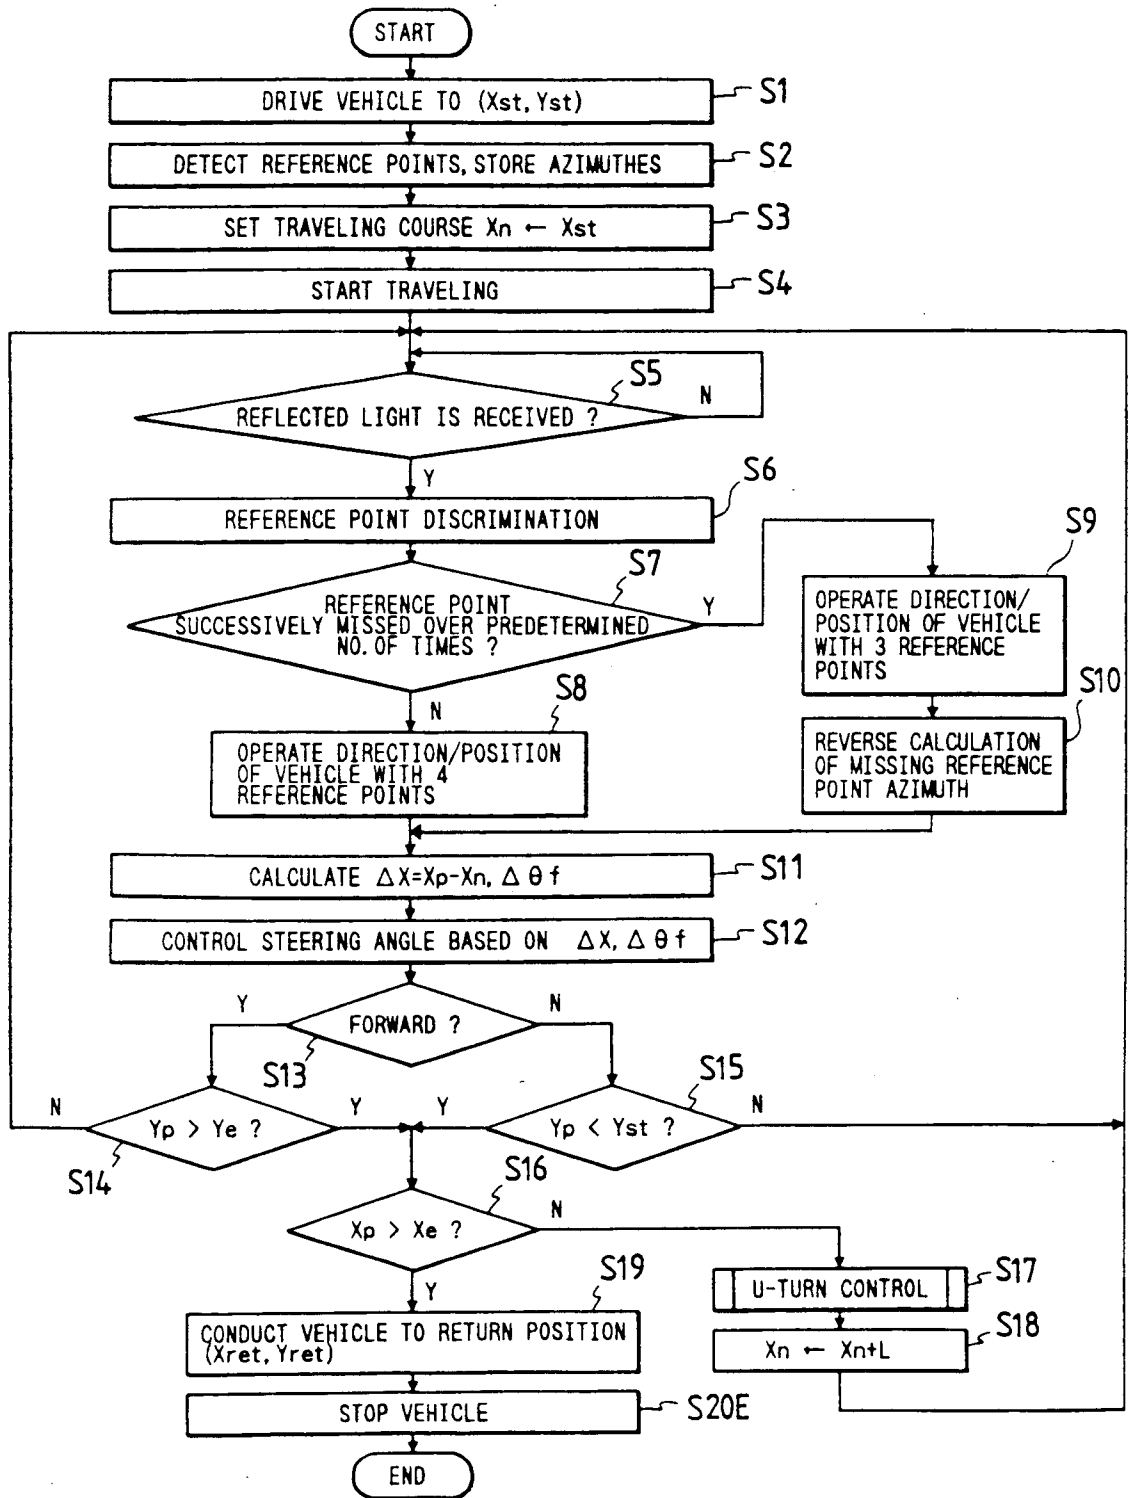 START
DRIVE VEHICLE TO (Xst, Yst)
S1
DETECT REFERENCE POINTS, STORE AZIMUTHES
S2
SET TRAVELING COURSE Xn ← Xst
S3
START TRAVELING
S4
S5
REFLECTED LIGHT IS RECEIVED ?
N
Y
S6
REFERENCE POINT DISCRIMINATION
S7
REFERENCE POINT
SUCCESSIVELY MISSED OVER PREDETERMINED
NO. OF TIMES ?
Y
N
S9
OPERATE DIRECTION/
POSITION OF VEHICLE
WITH 3 REFERENCE
POINTS
S10
REVERSE CALCULATION
OF MISSING REFERENCE
POINT AZIMUTH
S8
OPERATE DIRECTION/POSITION
OF VEHICLE WITH 4
REFERENCE POINTS
CALCULATE ΔX=Xp-Xn, Δθf
S11
CONTROL STEERING ANGLE BASED ON ΔX, Δθf
S12
Y
FORWARD ?
N
S13
S15
N
Yp > Ye ?
Y
Y
Yp < Yst ?
N
S14
S16
Xp > Xe ?
N
Y
S17
U-TURN CONTROL
S18
Xn ← Xn+L
S19
CONDUCT VEHICLE TO RETURN POSITION
(Xret, Yret)
STOP VEHICLE
S20E
END